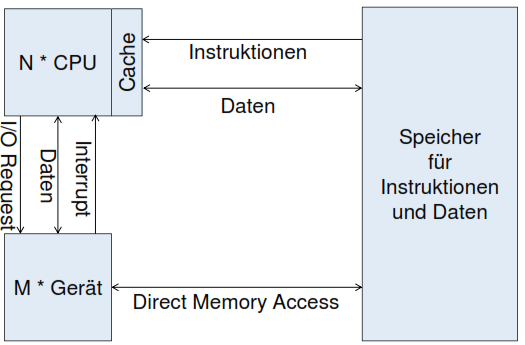 N * CPU
Cache
Instruktionen
Daten
Speicher
für
Instruktionen
und Daten
I/O Request
Daten
Interrupt
M * Gerät
Direct Memory Access